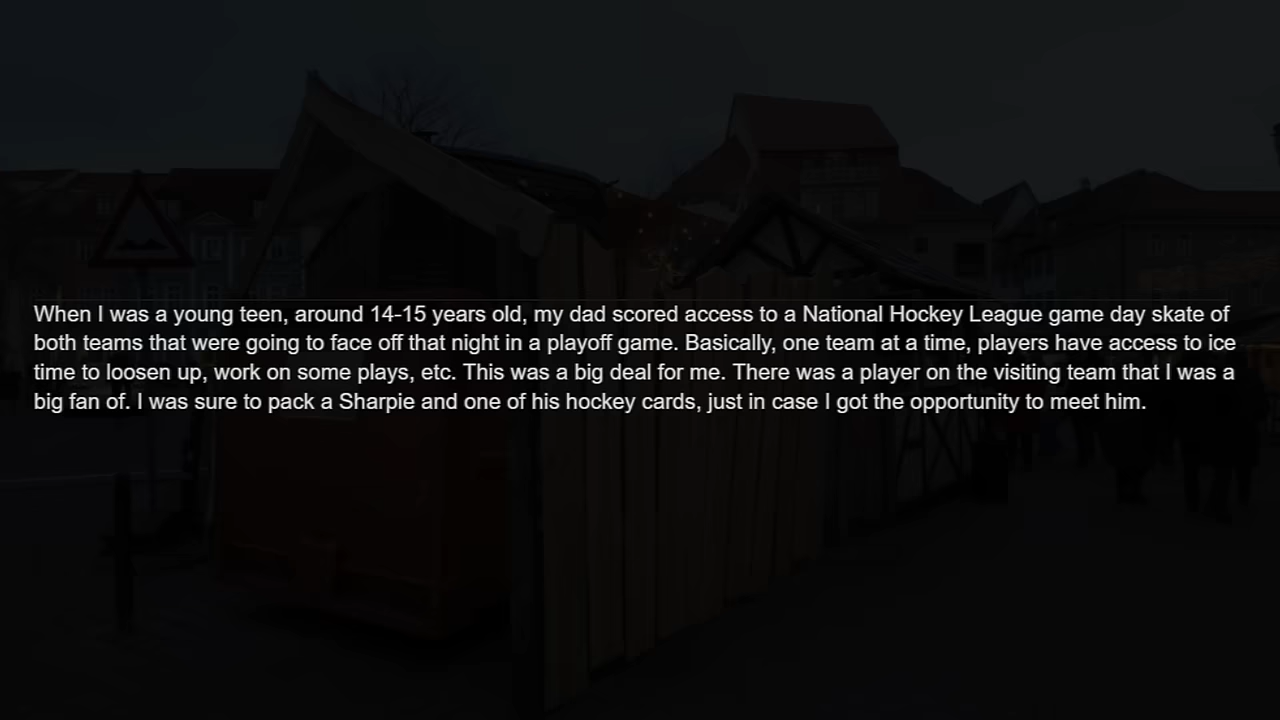 When I was a young teen, around 14-15 years old, my dad scored access to a National Hockey League game day skate of
both teams that were going to face off that night in a playoff game. Basically, one team at a time, players have access to ice
time to loosen up, work on some plays, etc. This was a big deal for me. There was a player on the visiting team that I was a
big fan of. I was sure to pack a Sharpie and one of his hockey cards, just in case I got the opportunity to meet him.